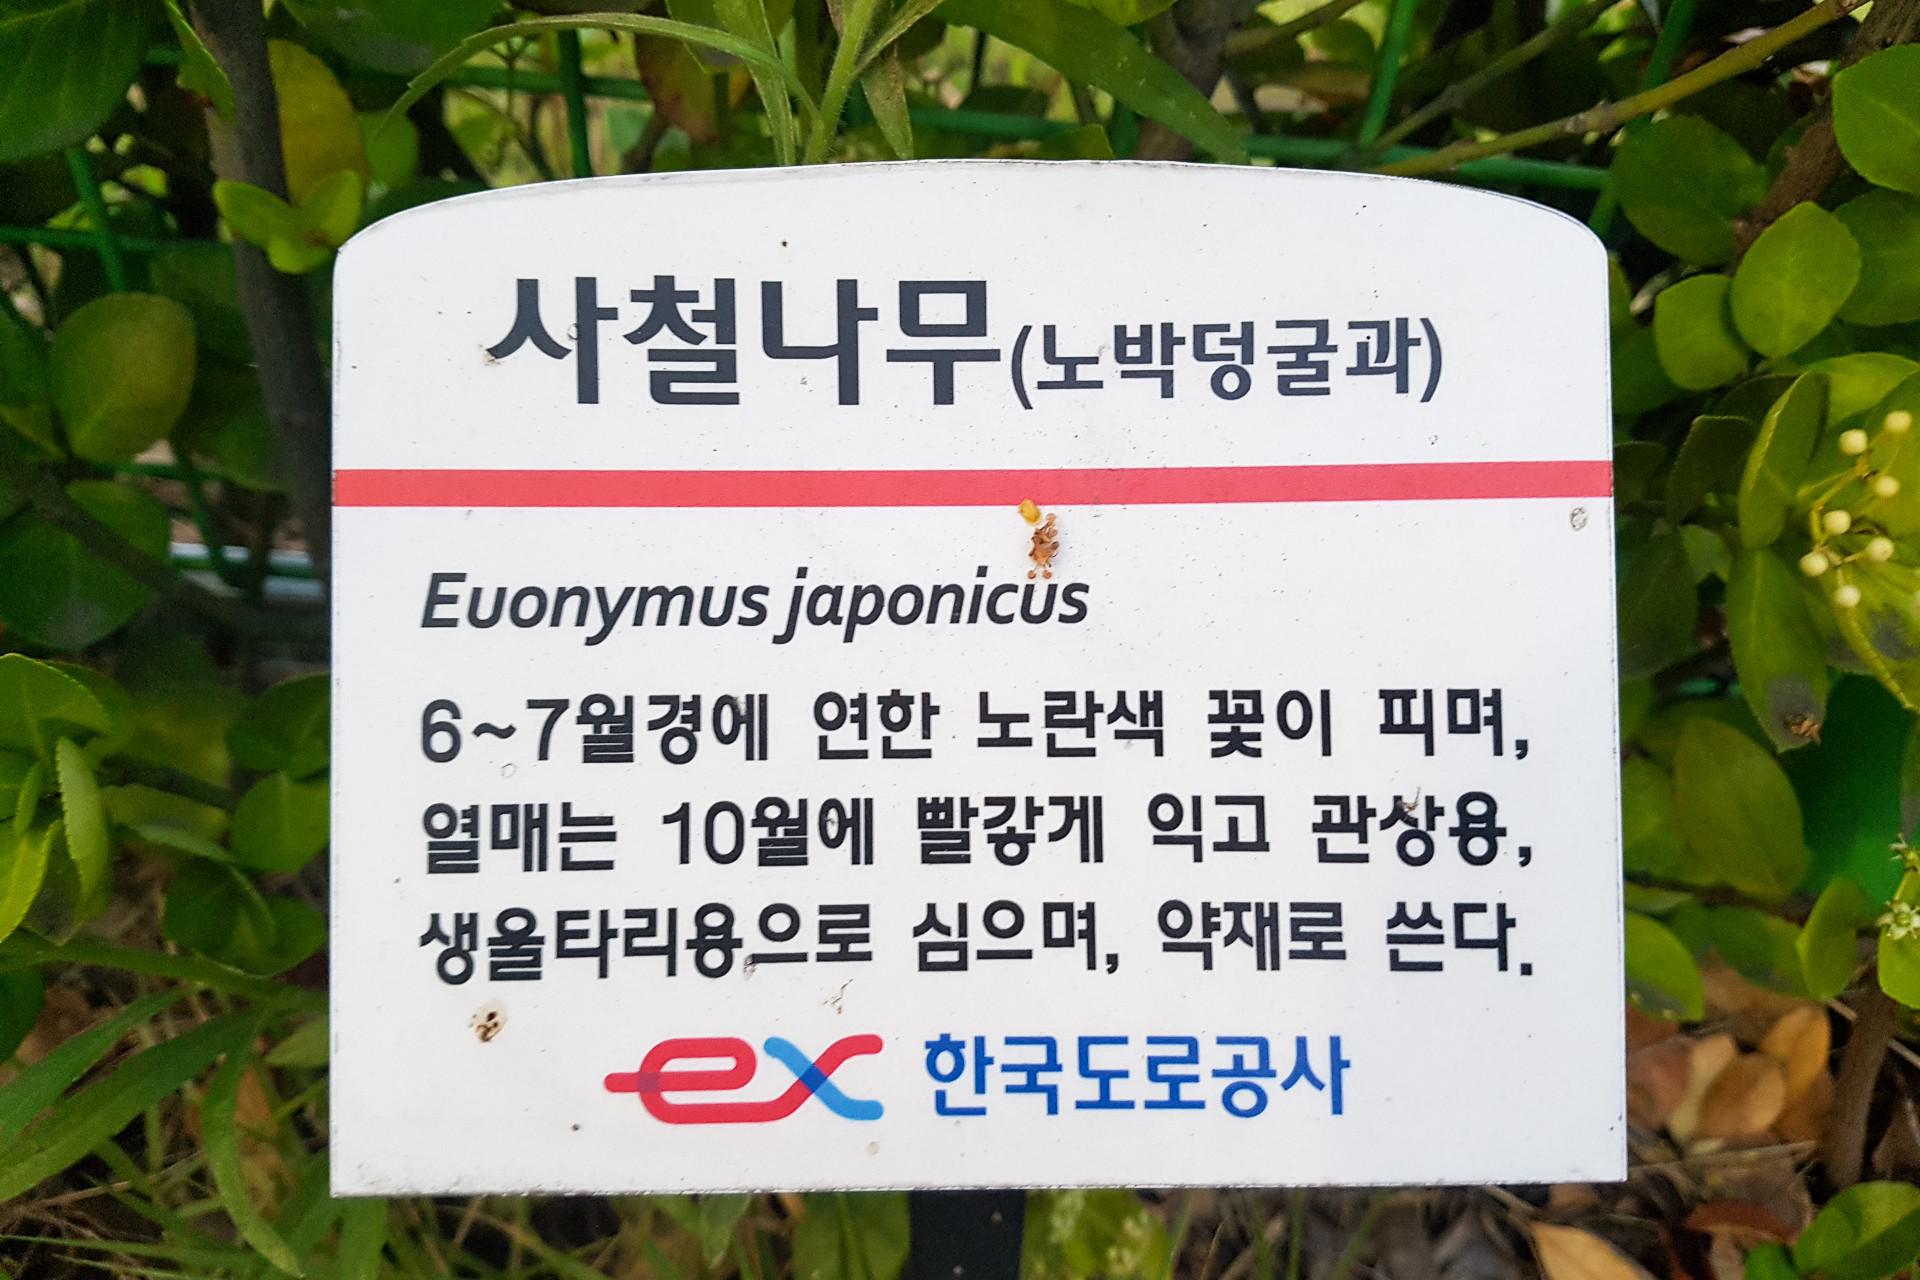 사철나무(노박덩굴과)
Euonymus japonicus
6~7월경에 연한 노란색 꽃이 피며,
열매는 10월에 빨갛게 익고 관상용,
생울타리용으로 심으며, 약재로 쓴다.
ex 한국도로공사